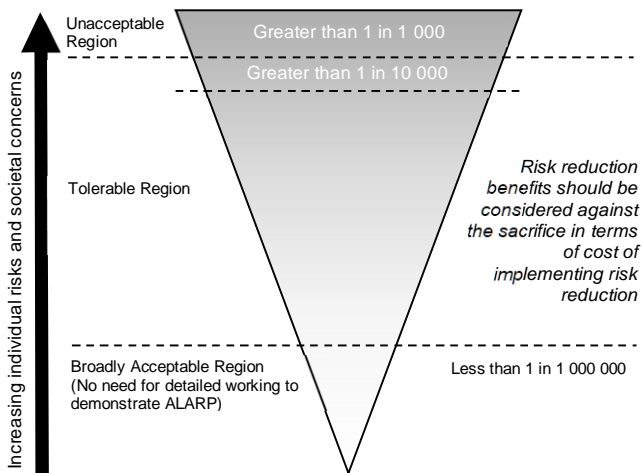 Increasing individual risks and societal concerns
Unacceptable
Region
Greater than 1 in 1 000
Greater than 1 in 10 000
Tolerable Region
Risk reduction
benefits should be
considered against
the sacrifice in terms
of cost of
implementing risk
reduction
Broadly Acceptable Region
(No need for detailed working to
demonstrate ALARP)
Less than 1 in 1 000 000